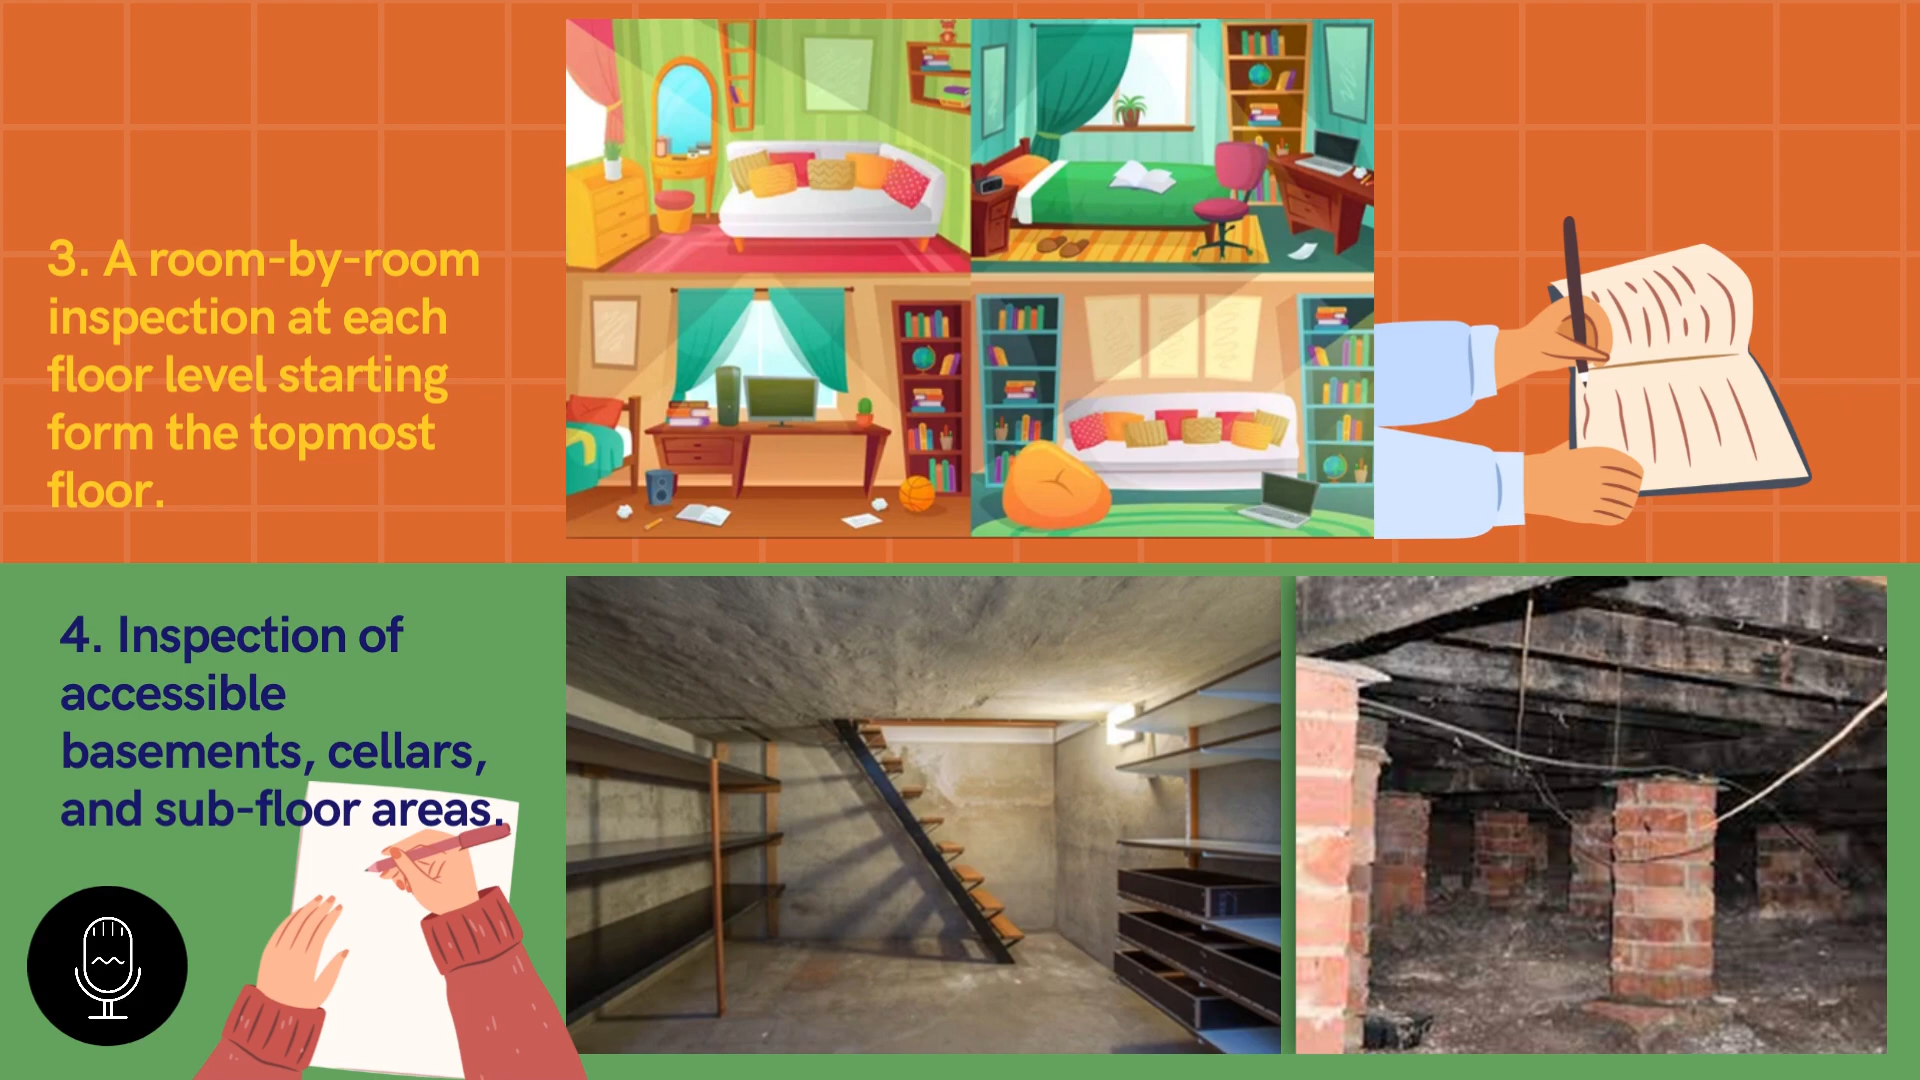 3. A room-by-room
inspection at each
floor level starting
form the topmost
floor.
4. Inspection of
accessible
basements, cellars,
and sub-floor areas.